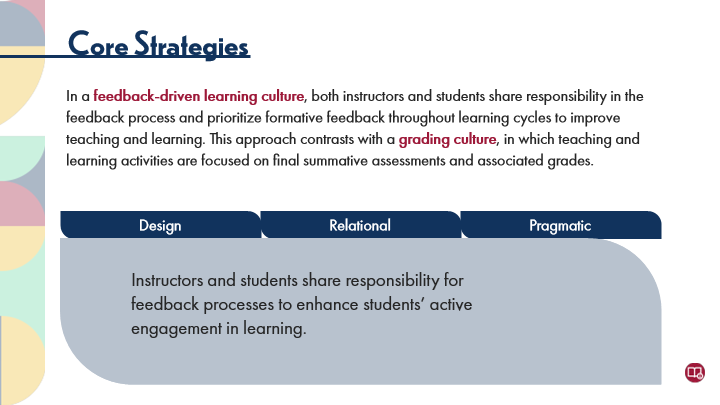 Core Strategies
In a feedback-driven learning culture, both instructors and students share responsibility in the
feedback process and prioritize formative feedback throughout learning cycles to improve
teaching and learning. This approach contrasts with a grading culture, in which teaching and
learning activities are focused on final summative assessments and associated grades.
Design Relational Pragmatic
Instructors and students share responsibility for
feedback processes to enhance students’ active
engagement in learning.